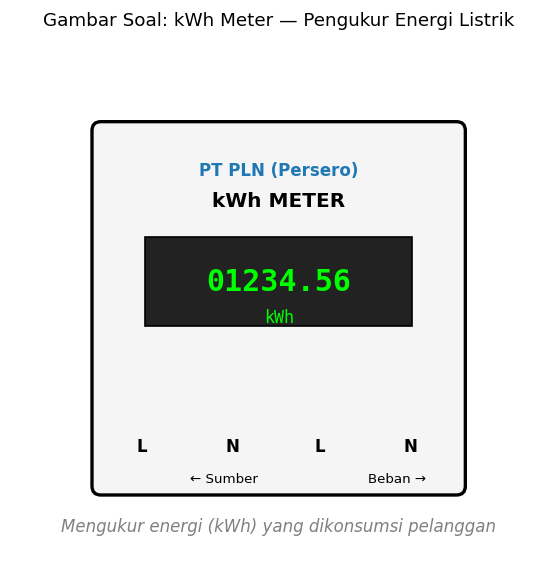 Gambar Soal: kWh Meter — Pengukur Energi Listrik
PT PLN (Persero)
kWh METER
01234.56
kWh
L N L N
← Sumber Beban →
Mengukur energi (kWh) yang dikonsumsi pelanggan